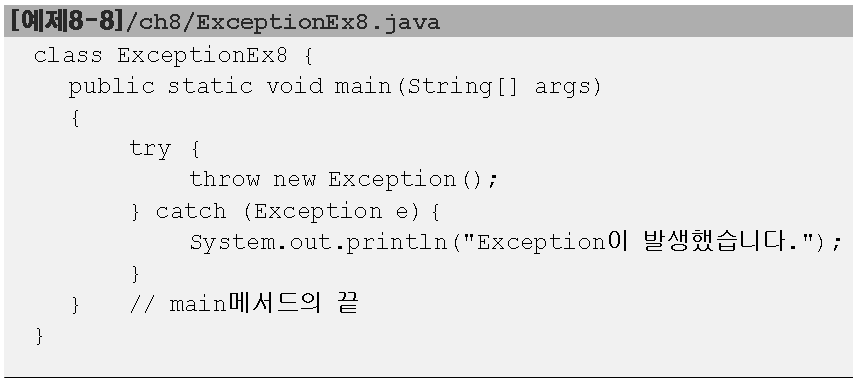 [예제8-8]/ch8/ExceptionEx8.java
class ExceptionEx8 {
public static void main(String[] args)
{
try {
throw new Exception();
} catch (Exception e){
System.out.println("Exception이 발생했습니다.");
}
} // main메서드의 끝
}